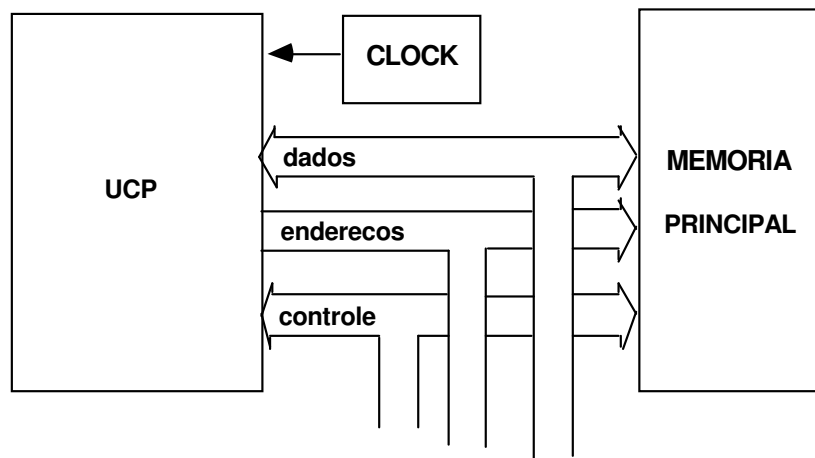 CLOCK
dados
UCP
MEMORIA
PRINCIPAL
enderecos
controle